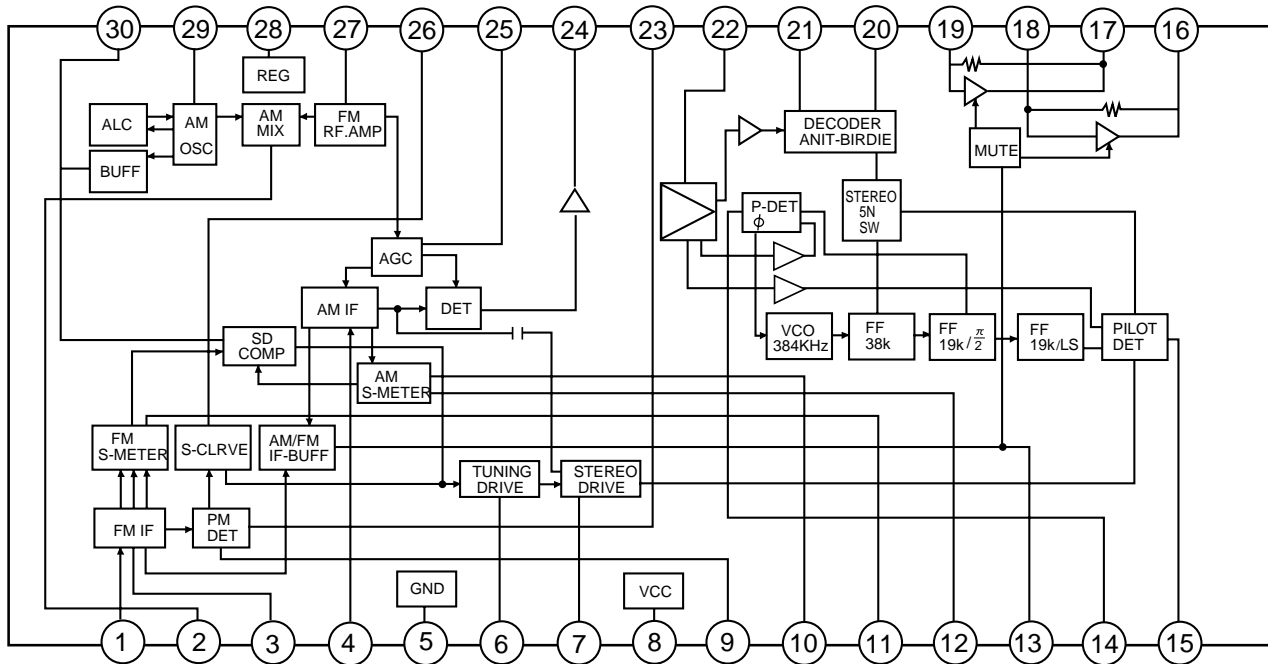 30 29 28 27 26 25 24 23 22 21 20 19 18 17 16
REG
ALC
AM
OSC
AM
MIX
FM
RF.AMP
BUFF
DECODER
ANIT-BIRDIE
MUTE
P-DET
ϕ
STEREO
5N
SW
AGC
AM IF
DET
SD
COMP
VCO
384KHz
FF
38k
FF
19k/π/2
FF
19k/LS
PILOT
DET
AM
S-METER
FM
S-METER
S-CLRVE
AM/FM
IF-BUFF
TUNING
DRIVE
STEREO
DRIVE
FM IF
PM
DET
GND
VCC
1 2 3 4 5 6 7 8 9 10 11 12 13 14 15